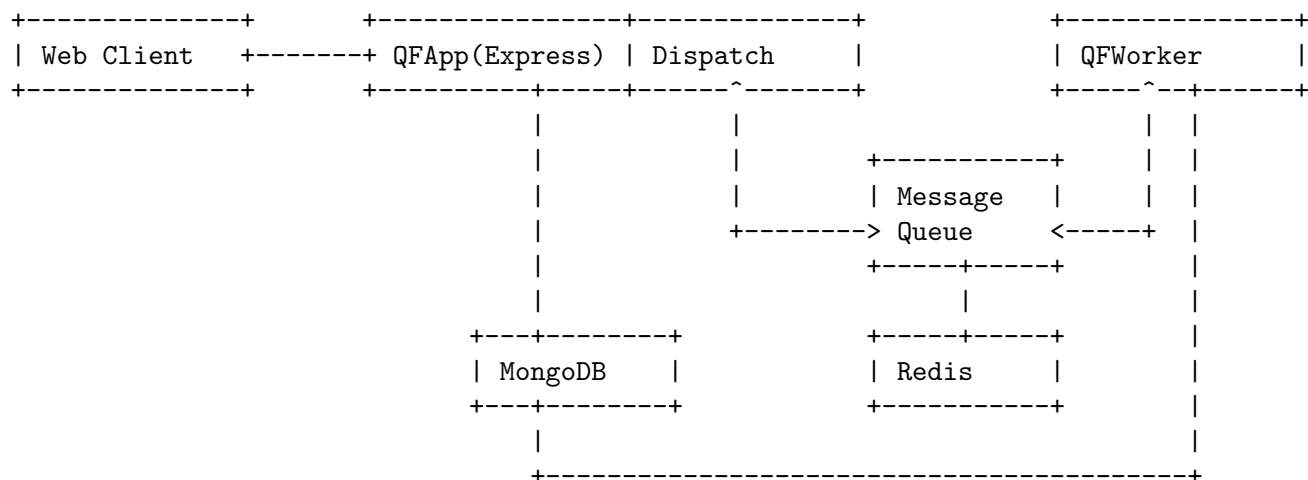 Web Client
QFApp(Express)
Dispatch
QFWorker
Message
Queue
MongoDB
Redis